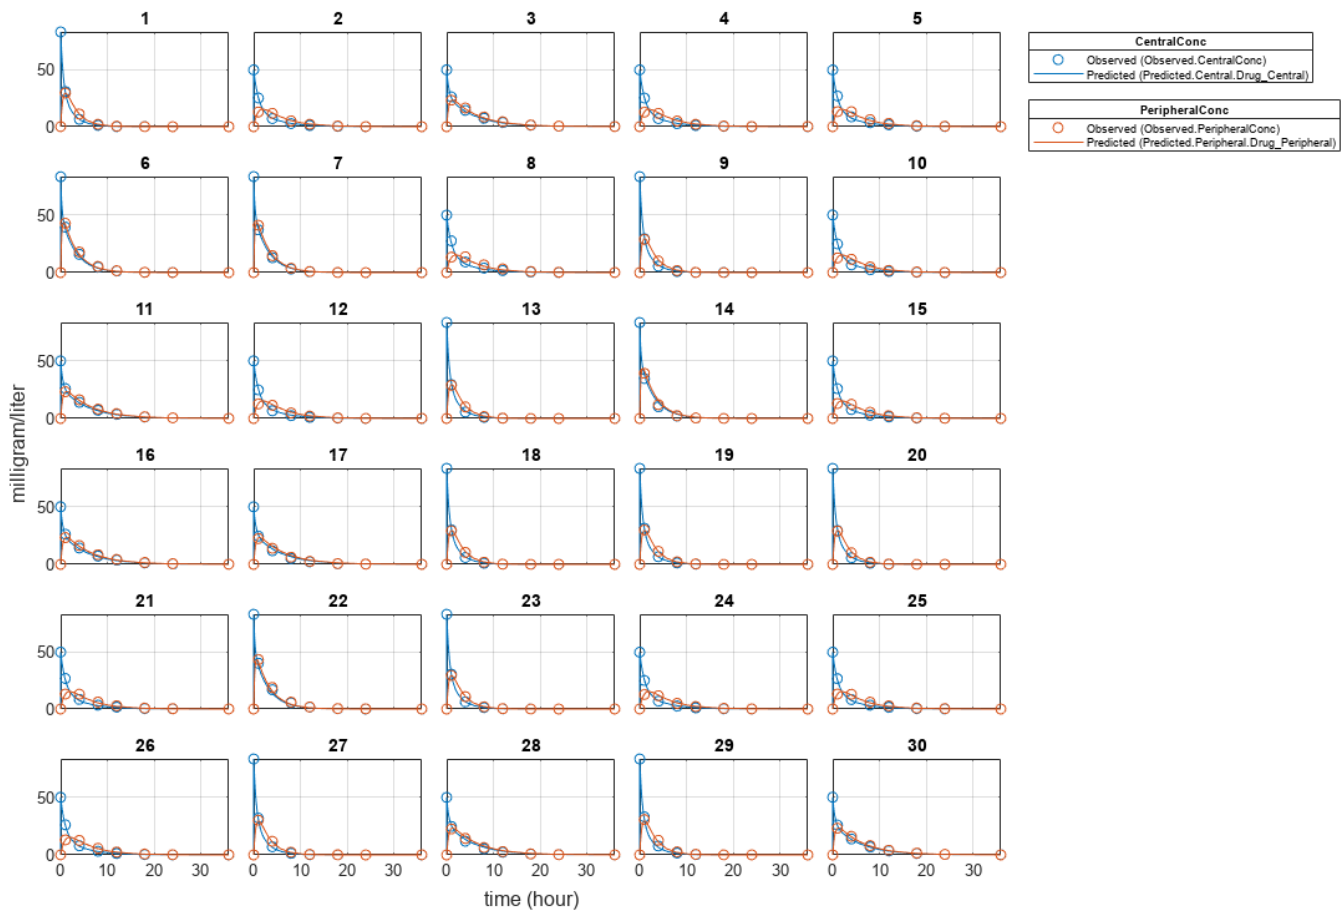 1 2 3 4 5
CentralConc
Observed (Observed.CentralConc)
Predicted (Predicted.Central.Drug_Central)
PeripheralConc
Observed (Observed.PeripheralConc)
Predicted (Predicted.Peripheral.Drug_Peripheral)
50
0
6 7 8 9 10
50
0
11 12 13 14 15
50
0
16 17 18 19 20
50
0
21 22 23 24 25
50
0
26 27 28 29 30
50
0
0 10 20 30 0 10 20 30 0 10 20 30 0 10 20 30 0 10 20 30
milligram/liter
time (hour)